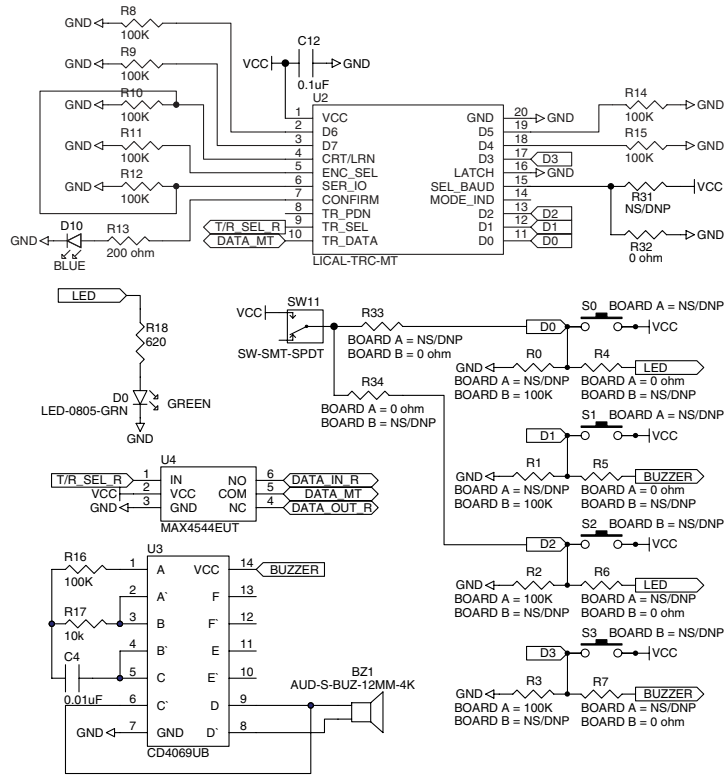 GND R8 100K
GND R9 100K
GND R10 100K
GND R11 100K
GND R12 100K
GND D10 BLUE R13 200 ohm
VCC C12 0.1uF GND
U2
1 VCC
2 D6
3 D7
4 CRT/LRN
5 ENC_SEL
6 SER_IO
7 CONFIRM
8 TR_PDN
T/R_SEL_R 9 TR_SEL
DATA_MT 10 TR_DATA
GND 20 GND
D5 19
D4 18
D3 17 D3
LATCH 16 GND
SEL_BAUD 15
MODE_IND 14
D2 13 D2
D1 12 D1
D0 11 D0
LICAL-TRC-MT
R14 100K GND
R15 100K GND
R31 NS/DNP VCC
R32 0 ohm GND
LED
R18
620
D0
LED-0805-GRN
GREEN
GND
VCC SW11
SW-SMT-SPDT
R33
BOARD A = NS/DNP
BOARD B = 0 ohm
R34
BOARD A = 0 ohm
BOARD B = NS/DNP
S0 BOARD A = NS/DNP
D0 VCC
GND R0 R4 LED
BOARD A = NS/DNP BOARD A = 0 ohm
BOARD B = 100K BOARD B = NS/DNP
S1 BOARD A = NS/DNP
D1 VCC
GND R1 R5 BUZZER
BOARD A = NS/DNP BOARD A = 0 ohm
BOARD B = 100K BOARD B = NS/DNP
S2 BOARD B = NS/DNP
D2 VCC
GND R2 R6 LED
BOARD A = 100K BOARD A = NS/DNP
BOARD B = NS/DNP BOARD B = 0 ohm
S3 BOARD B = NS/DNP
D3 VCC
GND R3 R7 BUZZER
BOARD A = 100K BOARD A = NS/DNP
BOARD B = NS/DNP BOARD B = 0 ohm
U4
T/R_SEL_R 1 IN NO 6 DATA_IN_R
VCC 2 VCC COM 5 DATA_MT
GND 3 GND NC 4 DATA_OUT_R
MAX4544EUT
U3
R16 100K
R17 10k
C4 0.01uF
1 A VCC 14 BUZZER
2 A` F 13
3 B F` 12
4 B` E 11
5 C E` 10
6 C` D 9
GND 7 GND D` 8
CD4069UB
BZ1
AUD-S-BUZ-12MM-4K